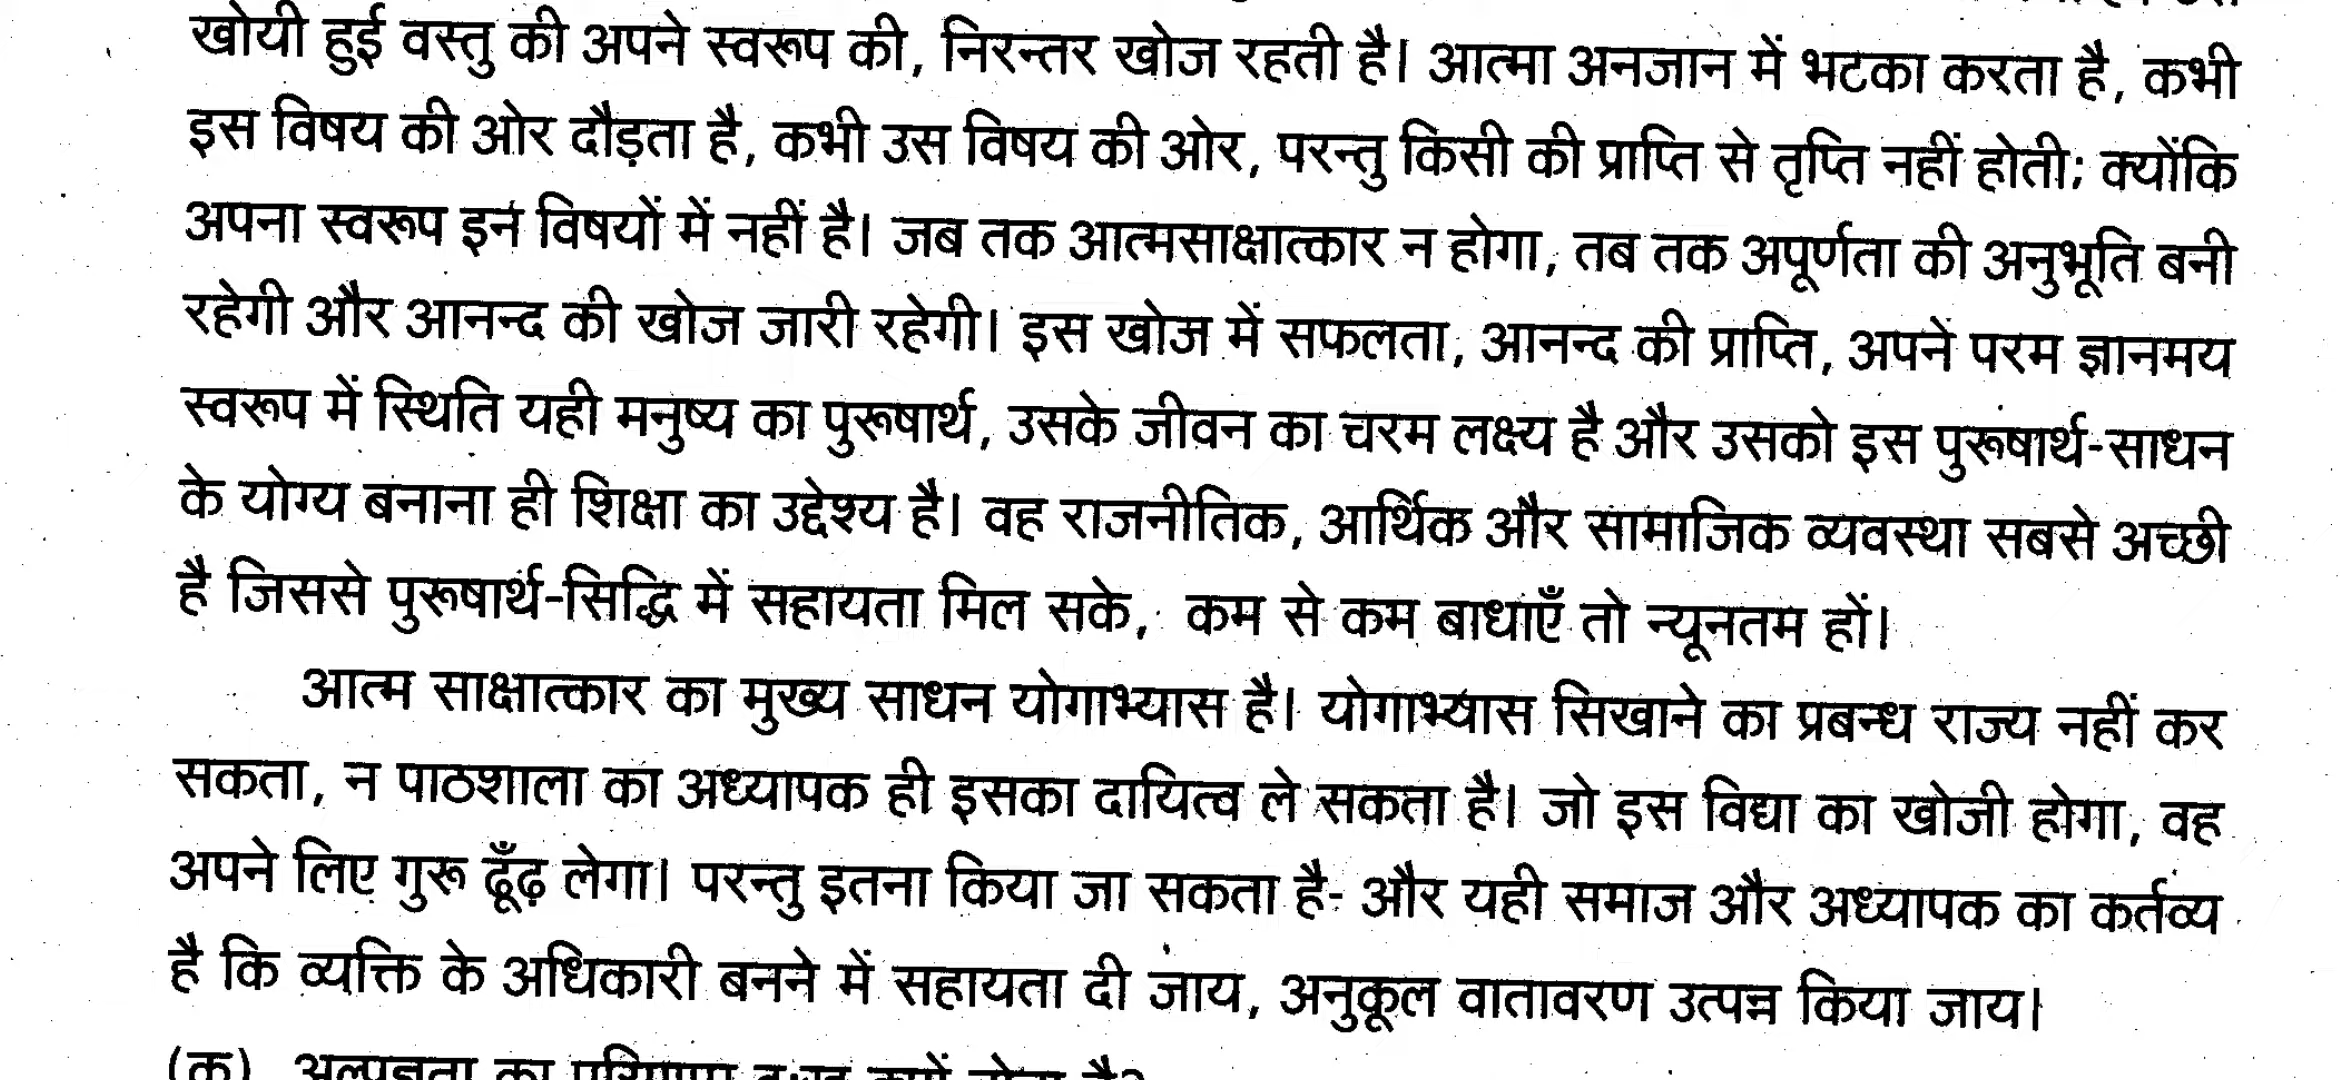 खोयी हुई वस्तु की अपने स्वरूप की, निरन्तर खोज रहती है। आत्मा अनजान में भटका करता है, कभी
इस विषय की ओर दौड़ता है, कभी उस विषय की ओर, परन्तु किसी की प्राप्ति से तृप्ति नहीं होती; क्योंकि
अपना स्वरूप इन विषयों में नहीं है। जब तक आत्मसाक्षात्कार न होगा, तब तक अपूर्णता की अनुभूति बनी
रहेगी और आनन्द की खोज जारी रहेगी। इस खोज में सफलता, आनन्द की प्राप्ति, अपने परम ज्ञानमय
स्वरूप में स्थिति यही मनुष्य का पुरूषार्थ, उसके जीवन का चरम लक्ष्य है और उसको इस पुरूषार्थ-साधन
के योग्य बनाना ही शिक्षा का उद्देश्य है। वह राजनीतिक, आर्थिक और सामाजिक व्यवस्था सबसे अच्छी
है जिससे पुरूषार्थ-सिद्धि में सहायता मिल सके, कम से कम बाधाएँ तो न्यूनतम हों।
आत्म साक्षात्कार का मुख्य साधन योगाभ्यास है। योगाभ्यास सिखाने का प्रबन्ध राज्य नहीं कर
सकता, न पाठशाला का अध्यापक ही इसका दायित्व ले सकता है। जो इस विद्या का खोजी होगा, वह
अपने लिए गुरू ढूँढ़ लेगा। परन्तु इतना किया जा सकता है- और यही समाज और अध्यापक का कर्तव्य
है कि व्यक्ति के अधिकारी बनने में सहायता दी जाय, अनुकूल वातावरण उत्पन्न किया जाय।
(क) अल्पज्ञता का परिणाम दुःख क्यों होता है?